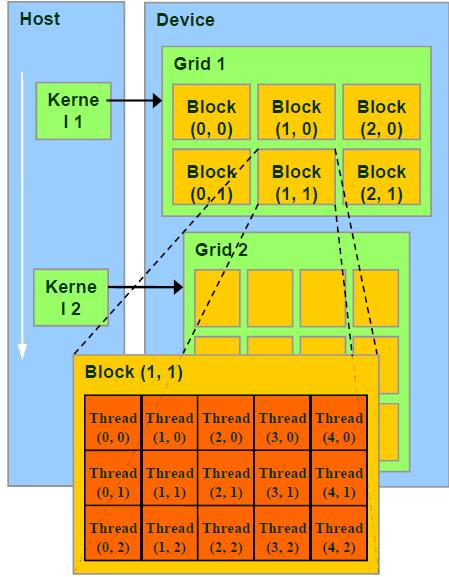 Host
Device
Grid 1
Kerne
l 1
Block
(0, 0)
Block
(1, 0)
Block
(2, 0)
Block
(0, 1)
Block
(1, 1)
Block
(2, 1)
Grid 2
Kerne
l 2
Block (1, 1)
Thread
(0, 0)
Thread
(1, 0)
Thread
(2, 0)
Thread
(3, 0)
Thread
(4, 0)
Thread
(0, 1)
Thread
(1, 1)
Thread
(2, 1)
Thread
(3, 1)
Thread
(4, 1)
Thread
(0, 2)
Thread
(1, 2)
Thread
(2, 2)
Thread
(3, 2)
Thread
(4, 2)